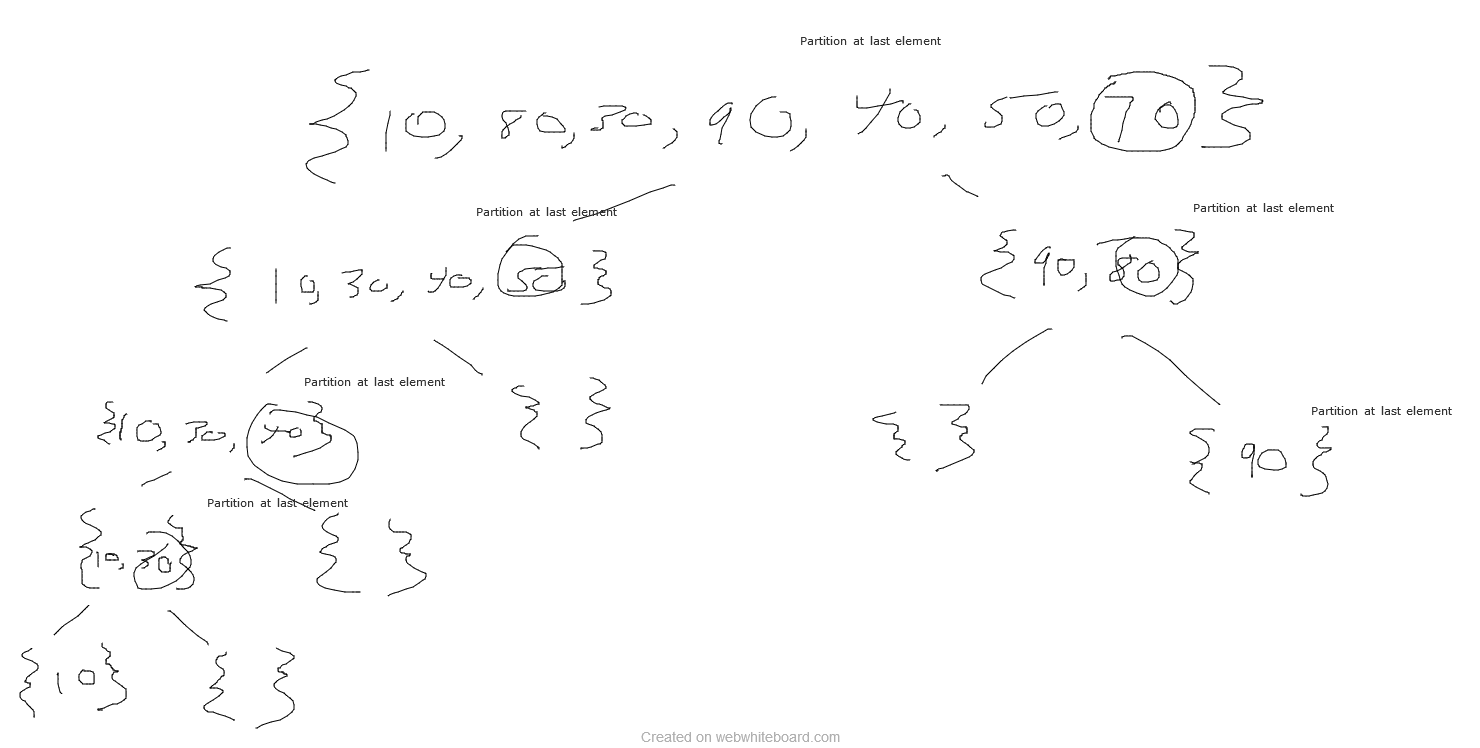 Partition at last element
{10, 80, 30, 90, 40, 50, 70}
Partition at last element
Partition at last element
{10, 30, 40, 50}
{90, 80}
Partition at last element
{10, 30, 40}
{ }
{ }
Partition at last element
{90}
Partition at last element
{10, 30}
{ }
{10}
{ }
Created on webwhiteboard.com